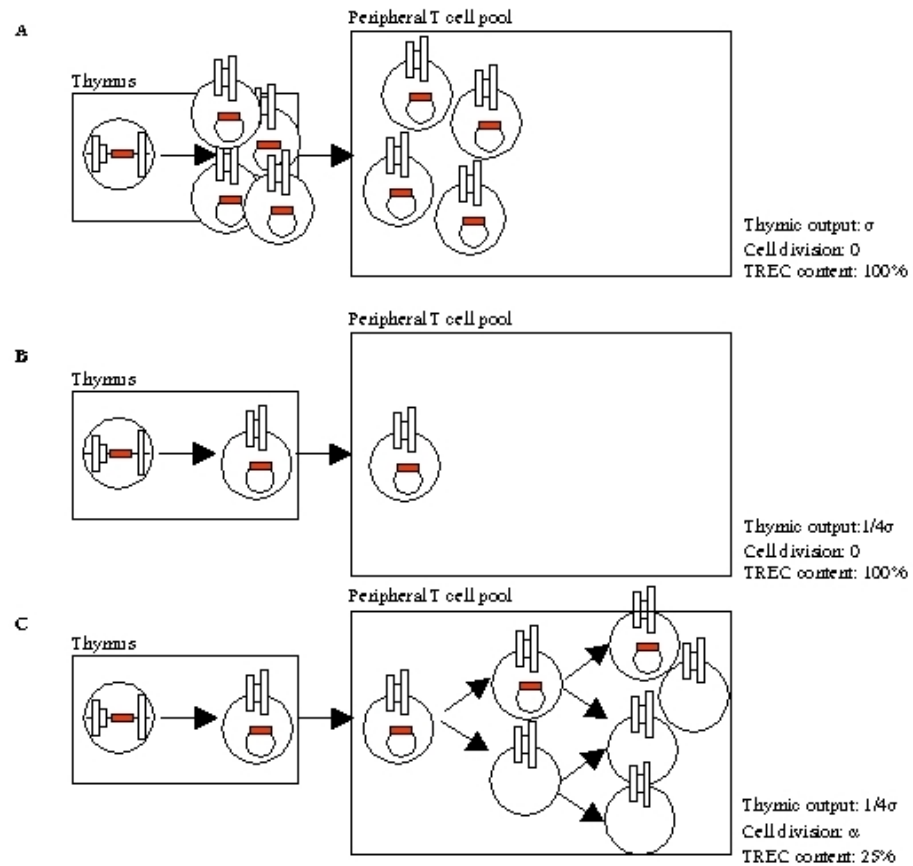 A
Peripheral T cell pool
Thymus
Thymic output: σ
Cell division: 0
TREC content: 100%
Peripheral T cell pool
B
Thymus
Thymic output: 1/4σ
Cell division: 0
TREC content: 100%
Peripheral T cell pool
C
Thymus
Thymic output: 1/4σ
Cell division: α
TREC content: 25%